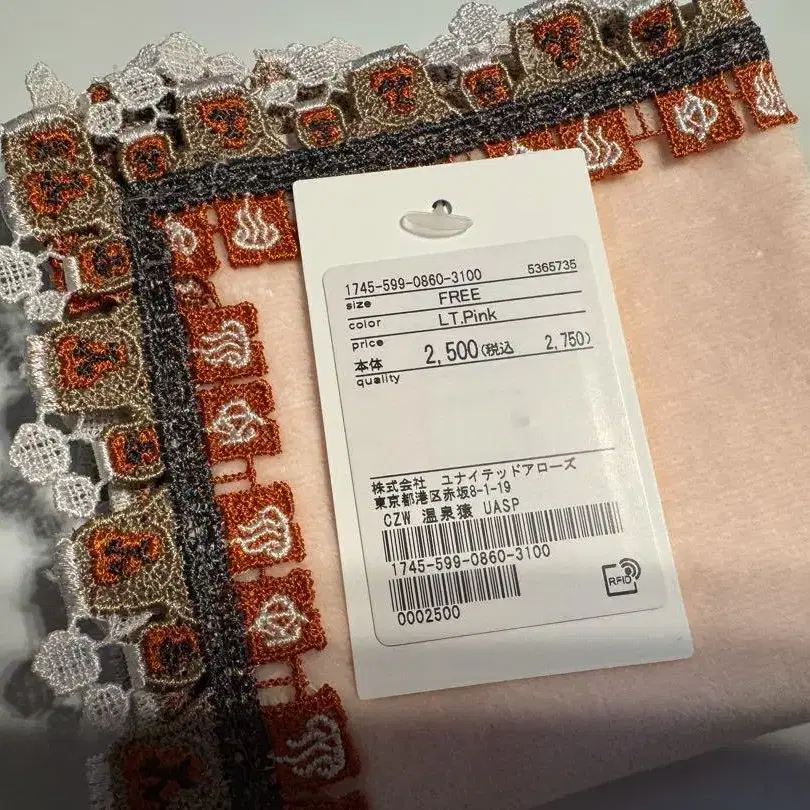 1745-599-0860-3100 5365735
size FREE
color LT.Pink
price
本体 2,500(税込 2,750)
quality
株式会社 ユナイテッドアローズ
東京都港区赤坂8-1-19
CZW 温泉猿 UASP
1745-599-0860-3100
RFID
0002500